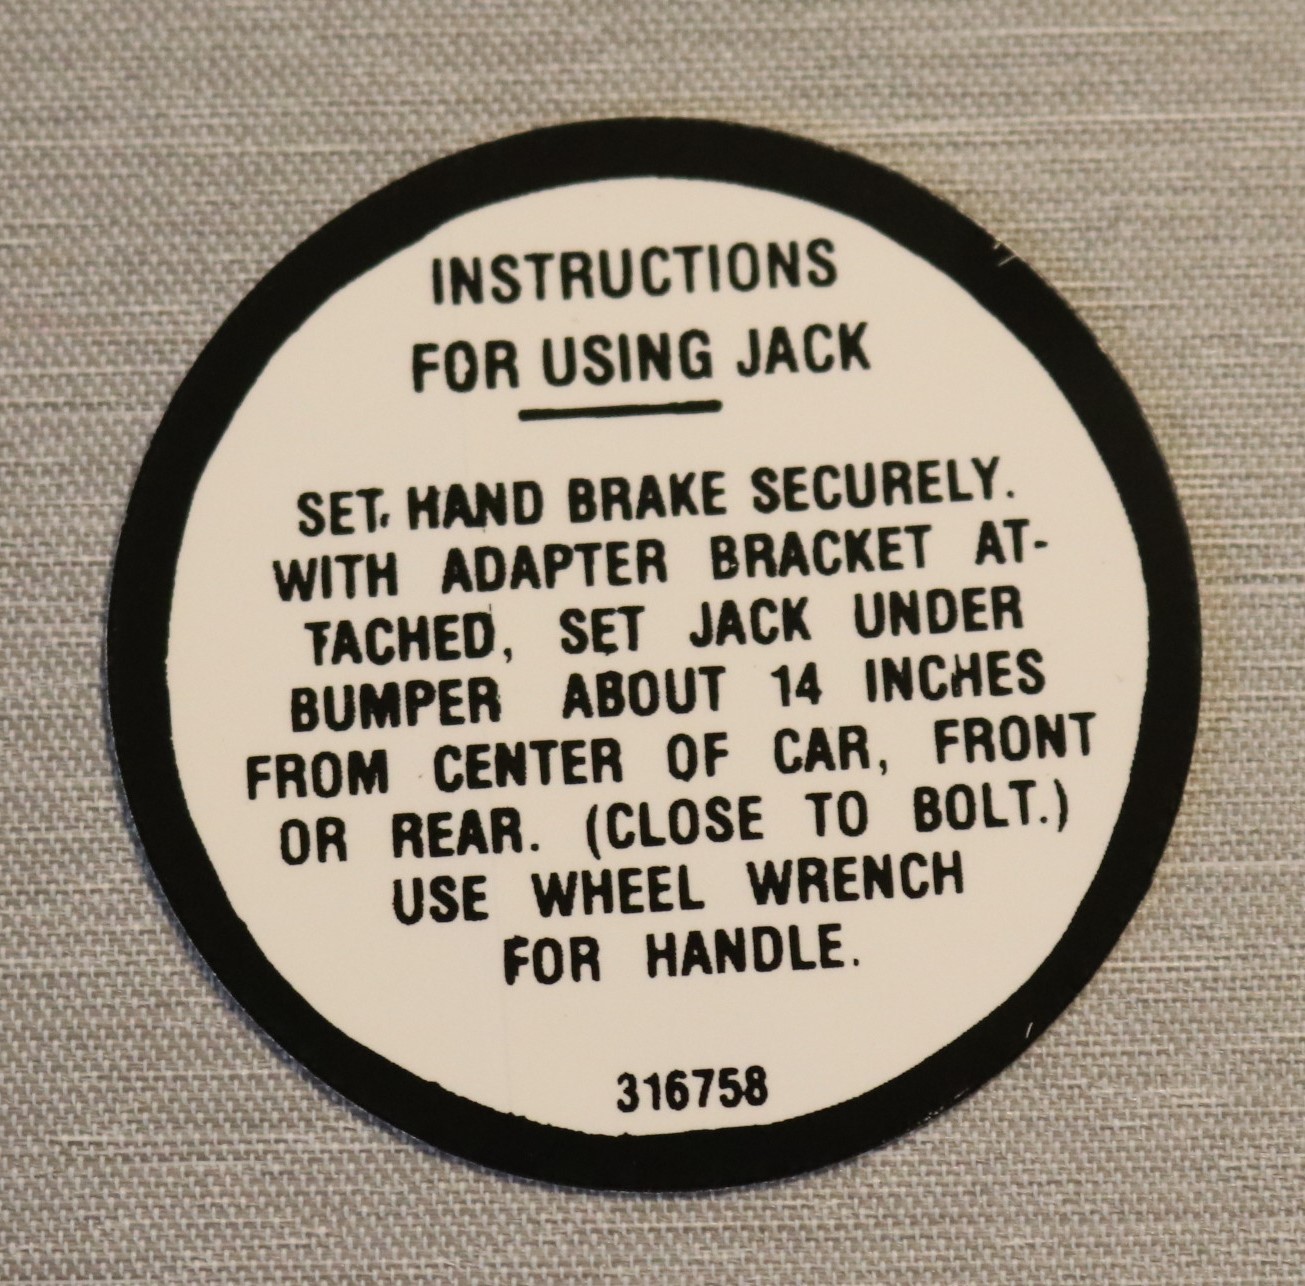 INSTRUCTIONS
FOR USING JACK
SET HAND BRAKE SECURELY.
WITH ADAPTER BRACKET AT-
TACHED, SET JACK UNDER
BUMPER ABOUT 14 INCHES
FROM CENTER OF CAR, FRONT
OR REAR. (CLOSE TO BOLT.)
USE WHEEL WRENCH
FOR HANDLE.
316758